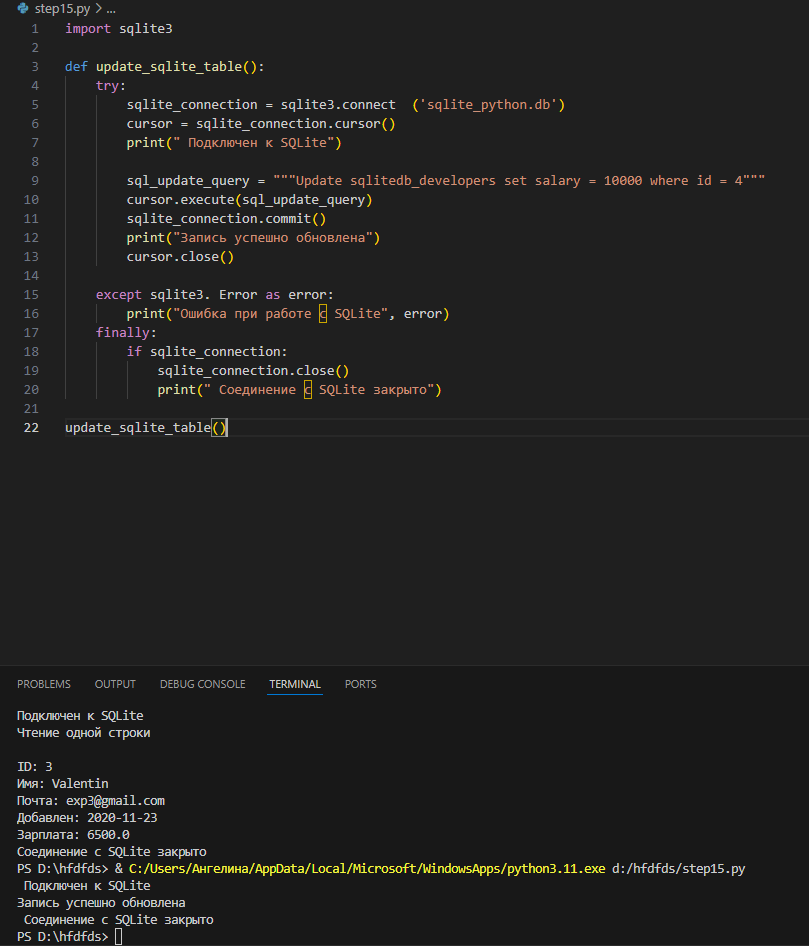 step15.py > ...
1 import sqlite3
2
3 def update_sqlite_table():
4     try:
5         sqlite_connection = sqlite3.connect  ('sqlite_python.db')
6         cursor = sqlite_connection.cursor()
7         print(" Подключен к SQLite")
8
9         sql_update_query = """Update sqlitedb_developers set salary = 10000 where id = 4"""
10         cursor.execute(sql_update_query)
11         sqlite_connection.commit()
12         print("Запись успешно обновлена")
13         cursor.close()
14
15     except sqlite3. Error as error:
16         print("Ошибка при работе с SQLite", error)
17     finally:
18         if sqlite_connection:
19             sqlite_connection.close()
20             print(" Соединение с SQLite закрыто")
21
22 update_sqlite_table()
PROBLEMS OUTPUT DEBUG CONSOLE TERMINAL PORTS
Подключен к SQLite
Чтение одной строки
ID: 3
Имя: Valentin
Почта: exp3@gmail.com
Добавлен: 2020-11-23
Зарплата: 6500.0
Соединение с SQLite закрыто
PS D:\hfdfds> & C:/Users/Ангелина/AppData/Local/Microsoft/WindowsApps/python3.11.exe d:/hfdfds/step15.py
 Подключен к SQLite
Запись успешно обновлена
 Соединение с SQLite закрыто
PS D:\hfdfds>